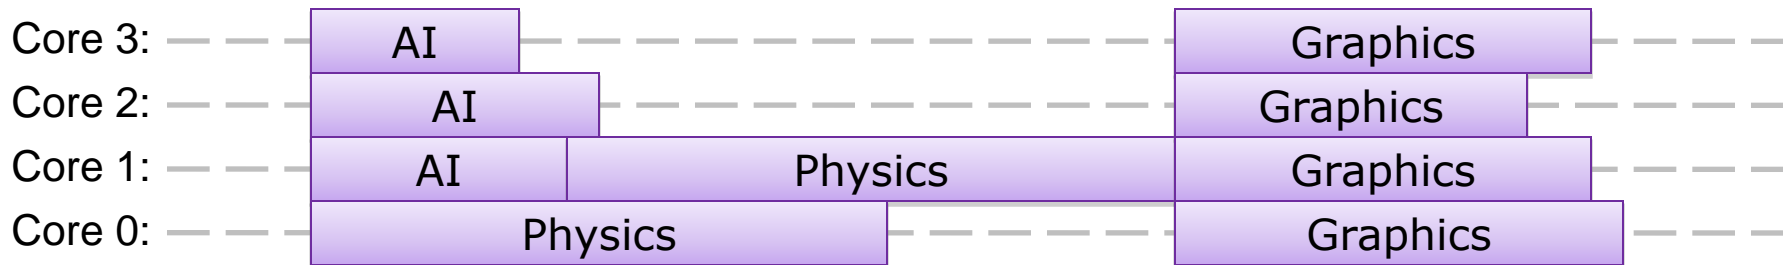 Core 3: AI Graphics
Core 2: AI Graphics
Core 1: AI Physics Graphics
Core 0: Physics Graphics